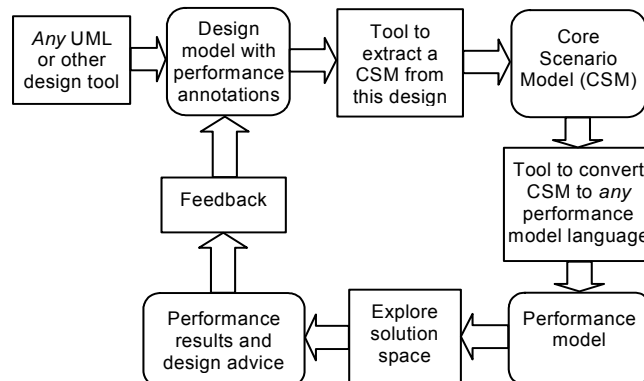 Any UML
or other
design tool
Design
model with
performance
annotations
Tool to
extract a
CSM from
this design
Core
Scenario
Model (CSM)
Tool to convert
CSM to any
performance
model language
Feedback
Performance
results and
design advice
Explore
solution
space
Performance
model